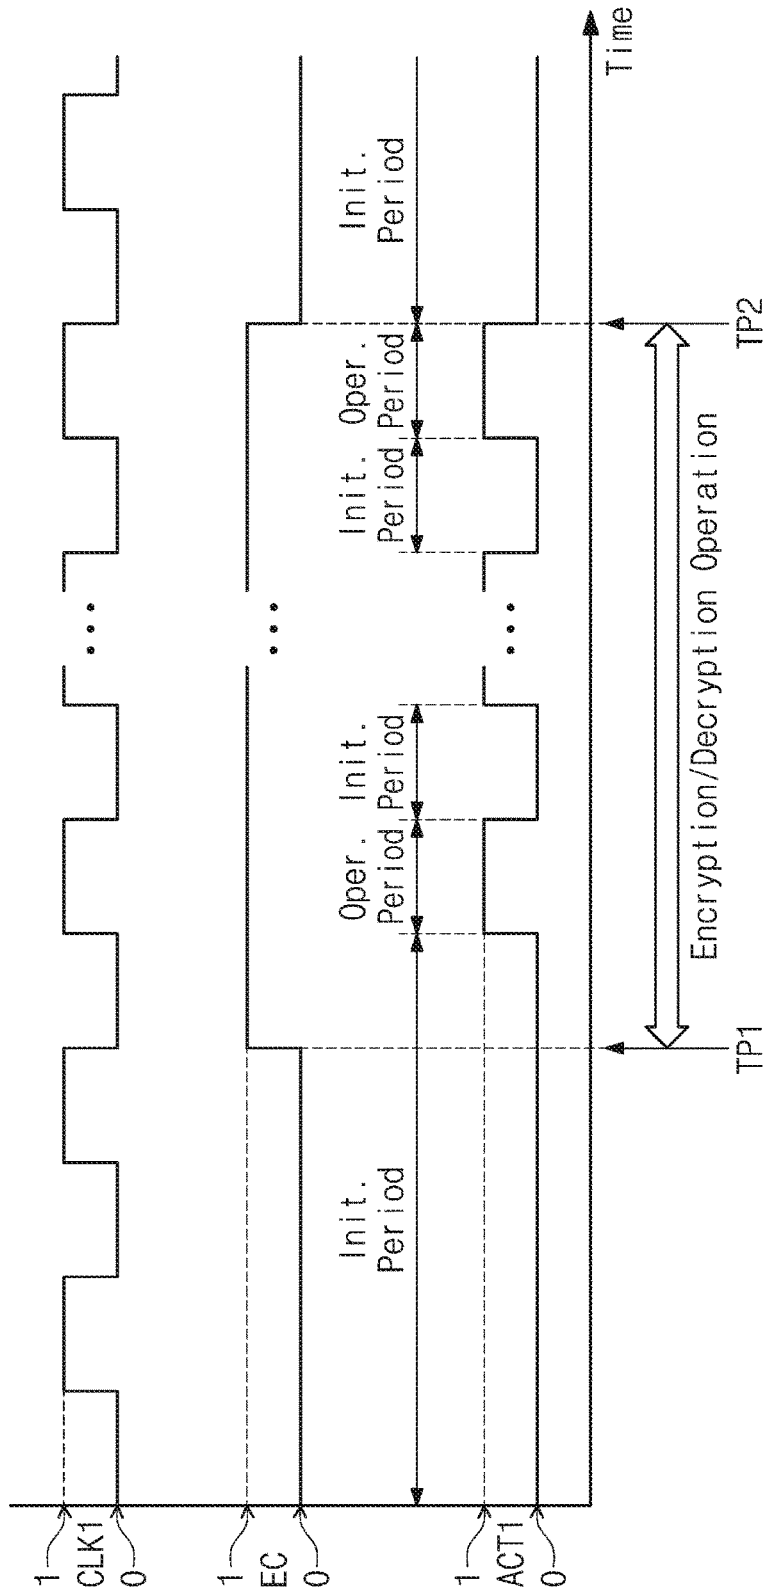 1
CLK1
0
1
EC
0
Init.
Period
Oper.
Period
Init.
Period
Init.
Period
Oper.
Period
Init.
Period
1
ACT1
0
Time
TP1
TP2
Encryption/Decryption Operation